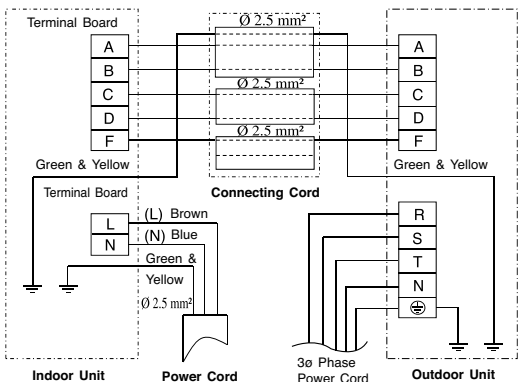 Terminal Board
Ø 2.5 mm²
A
B
C
D
F
Ø 2.5 mm²
Ø 2.5 mm²
A
B
C
D
F
Green & Yellow
Green & Yellow
Connecting Cord
Terminal Board
L
N
(L) Brown
(N) Blue
Green &
Yellow
Ø 2.5 mm²
R
S
T
N
Indoor Unit
Power Cord
3ø Phase
Power Cord
Outdoor Unit